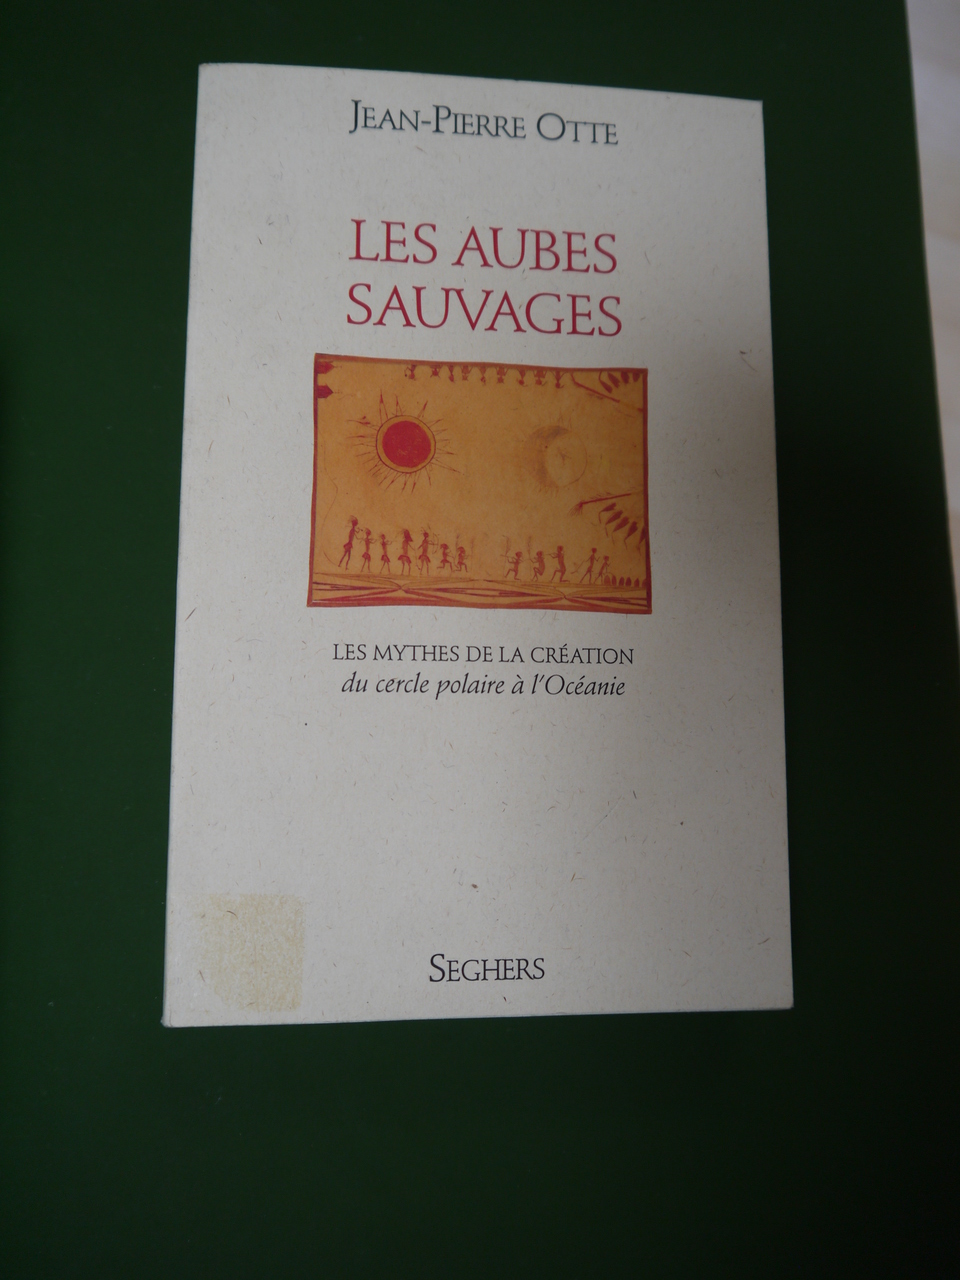 JEAN-PIERRE OTTE
LES AUBES
SAUVAGES
LES MYTHES DE LA CRÉATION
du cercle polaire à l'Océanie
SEGHERS